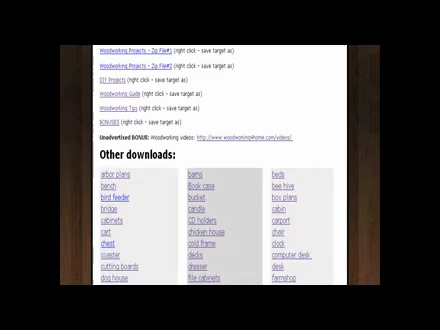 Woodworking Projects - Zip File#1 (right click - save target as)
Woodworking Projects - Zip File#2 (right click - save target as)
DIY Projects (right click - save target as)
Woodworking Guide (right click - save target as)
Woodworking Tips (right click - save target as)
BONUSES (right click - save target as)
Unadvertised BONUS: Woodworking videos: http://www.woodworking4home.com/videos/
Other downloads:
arbor plans barns beds
bench Book case bee hive
bird feeder bucket box plans
bridge candle cabin
cabinets CD holders carport
cart chicken house chair
chest cold frame clock
coaster decks computer desk
cutting boards dresser desk
dog house file cabinets farmshop